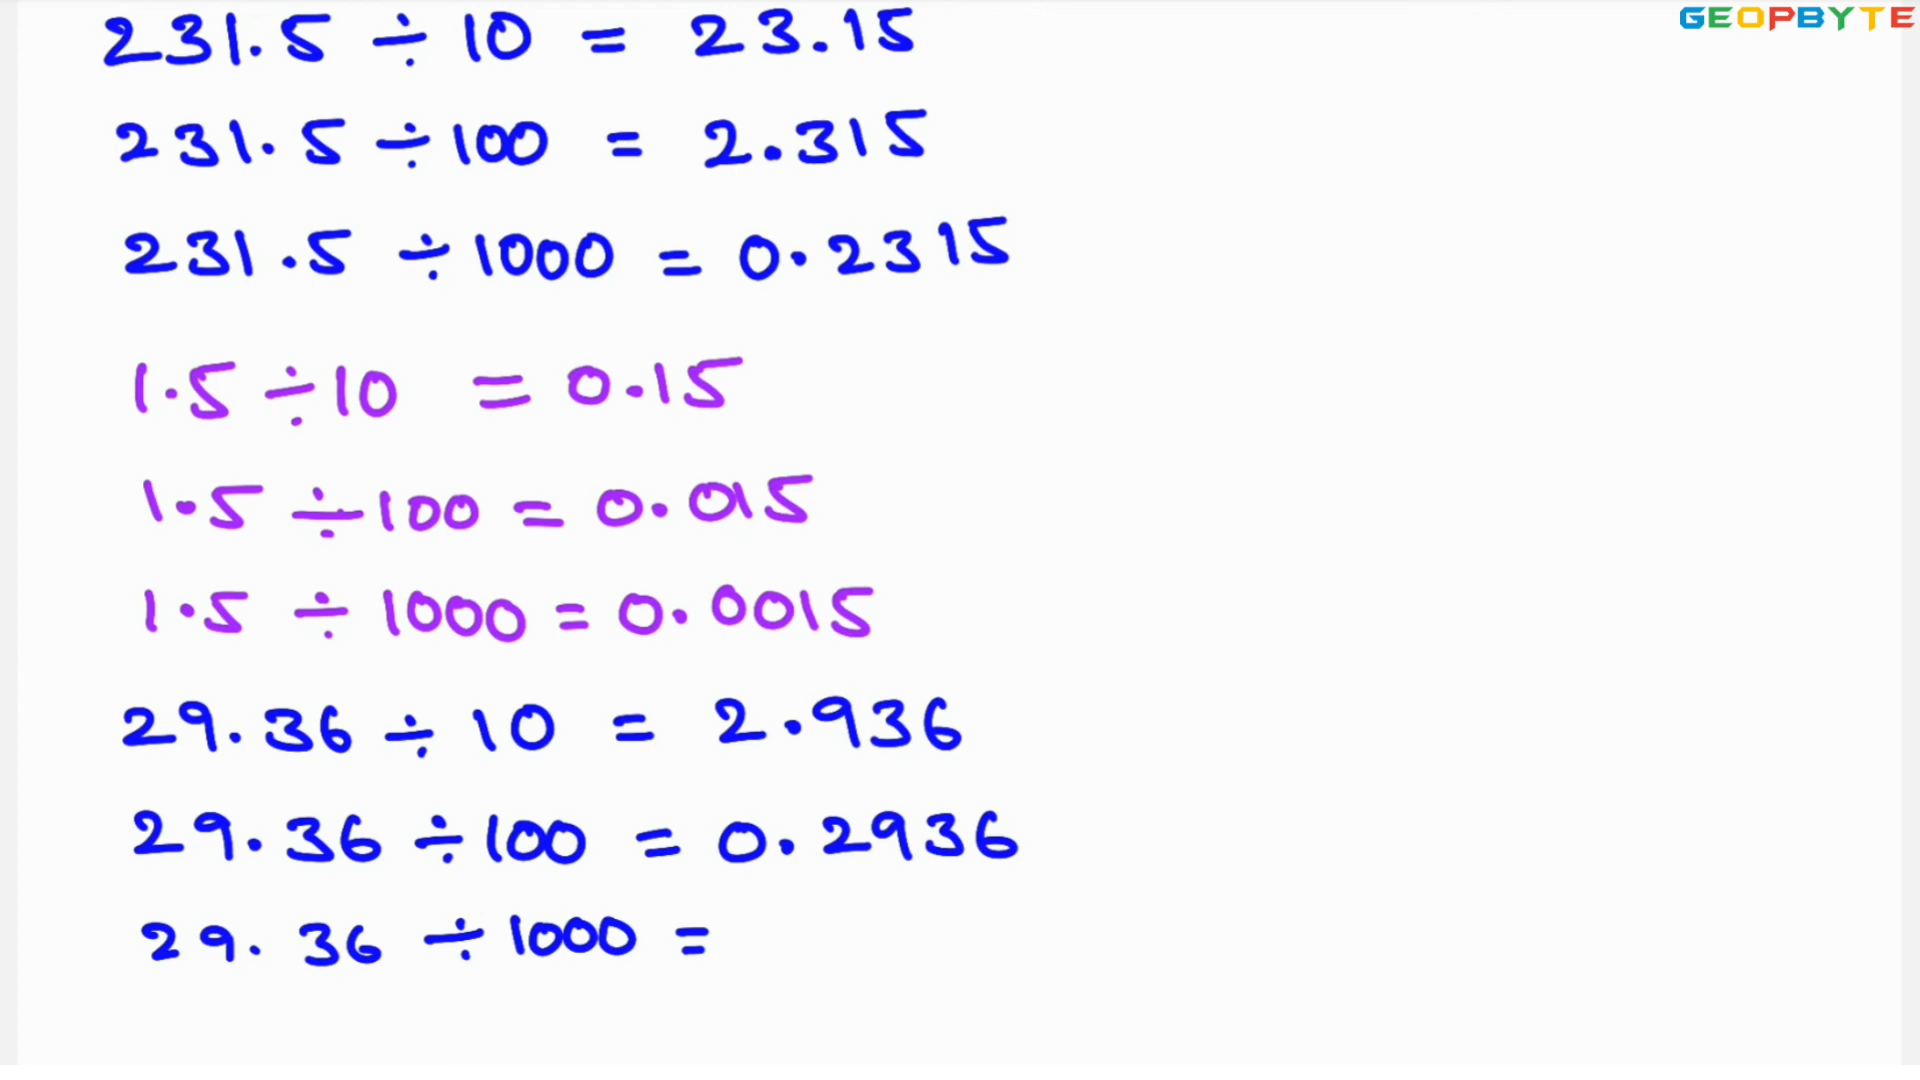 GEOPBYTE
231.5 ÷ 10 = 23.15
231.5 ÷ 100 = 2.315
231.5 ÷ 1000 = 0.2315
1.5 ÷ 10 = 0.15
1.5 ÷ 100 = 0.015
1.5 ÷ 1000 = 0.0015
29.36 ÷ 10 = 2.936
29.36 ÷ 100 = 0.2936
29.36 ÷ 1000 =